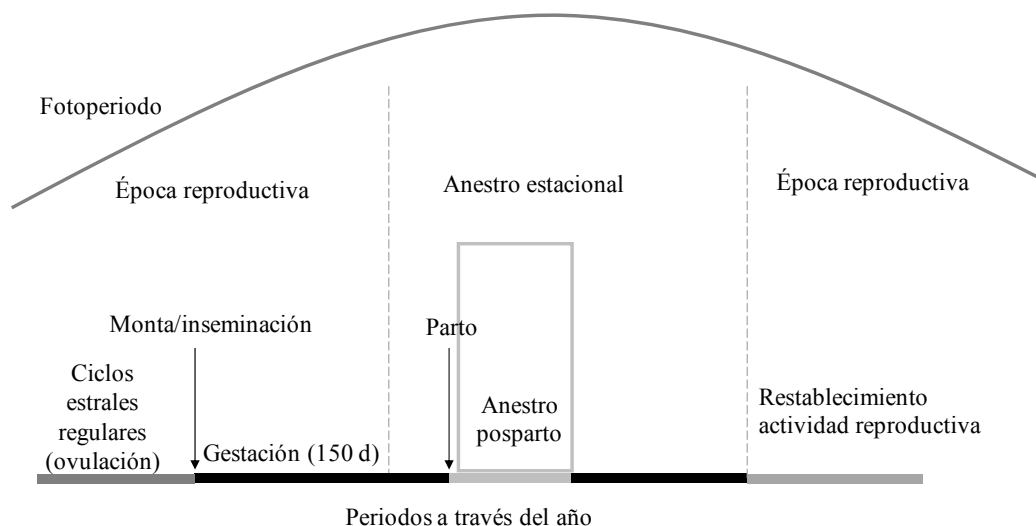 Fotoperiodo
Época reproductiva
Anestro estacional
Época reproductiva
Monta/inseminación
Parto
Ciclos
estrales
regulares
(ovulación)
Gestación (150 d)
Anestro
posparto
Restablecimiento
actividad reproductiva
Periodos a través del año